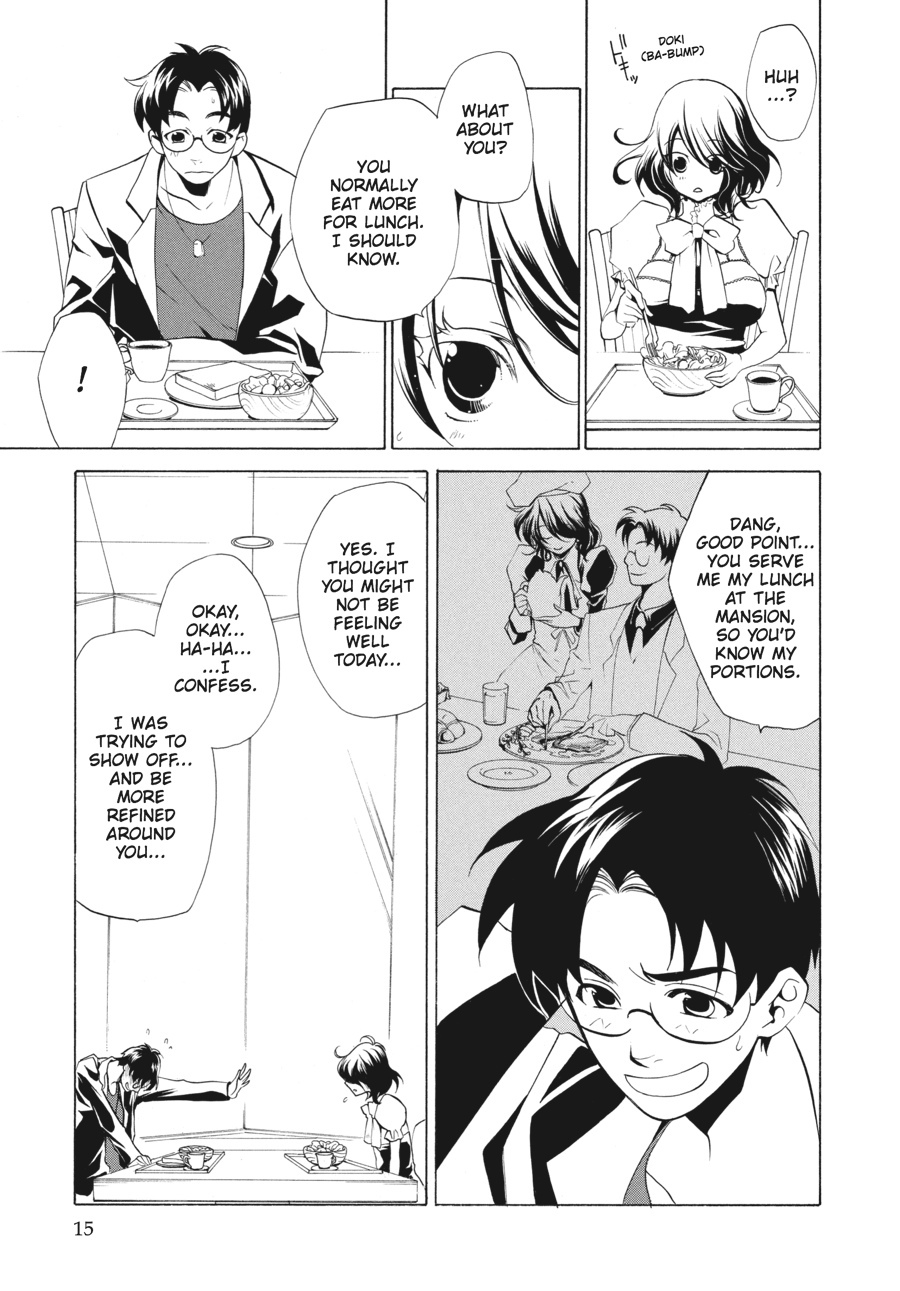 HUH
...?
ドキッ
DOKI
(BA-BUMP)
WHAT
ABOUT
YOU?
YOU
NORMALLY
EAT MORE
FOR LUNCH.
I SHOULD
KNOW.
!
DANG,
GOOD POINT...
YOU SERVE
ME MY LUNCH
AT THE
MANSION,
SO YOU'D
KNOW MY
PORTIONS.
YES. I
THOUGHT
YOU MIGHT
NOT BE
FEELING
WELL
TODAY...
OKAY,
OKAY...
HA-HA...
...I
CONFESS.
I WAS
TRYING TO
SHOW OFF...
...AND BE
MORE
REFINED
AROUND
YOU...
15